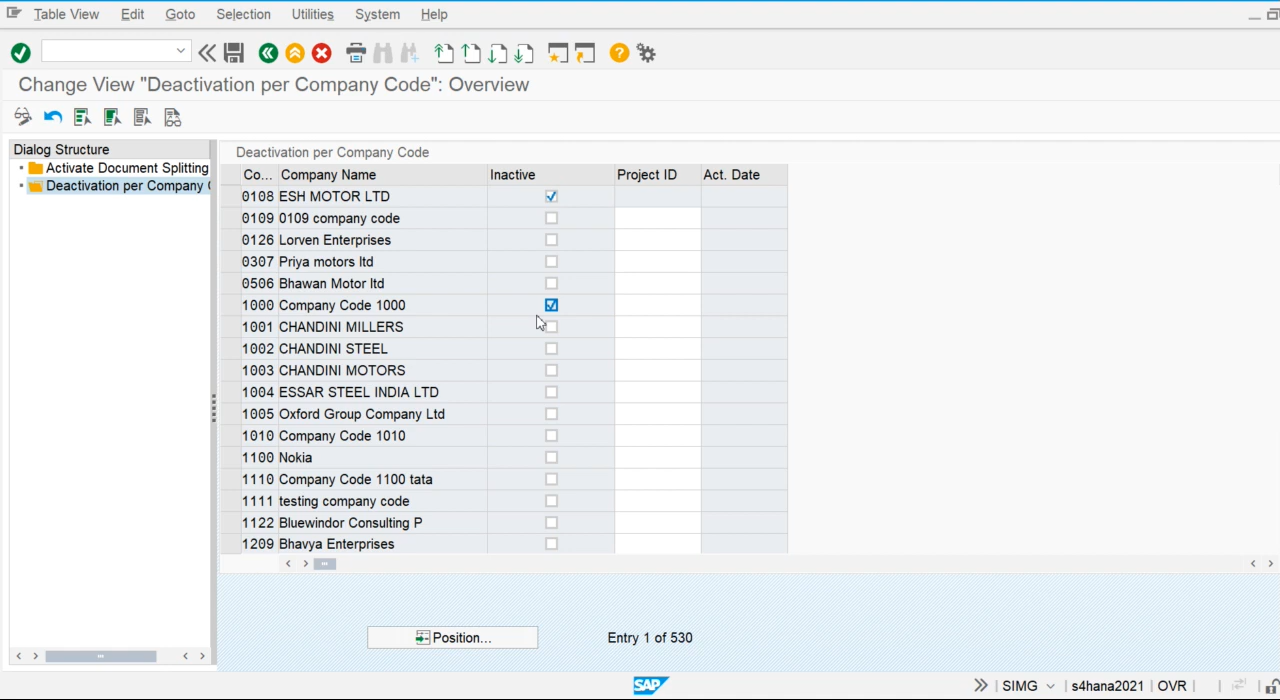 Table View Edit Goto Selection Utilities System Help
Change View "Deactivation per Company Code": Overview
Dialog Structure
Activate Document Splitting
Deactivation per Company
Deactivation per Company Code
Co... Company Name Inactive Project ID Act. Date
0108 ESH MOTOR LTD
0109 0109 company code
0126 Lorven Enterprises
0307 Priya motors ltd
0506 Bhawan Motor ltd
1000 Company Code 1000
1001 CHANDINI MILLERS
1002 CHANDINI STEEL
1003 CHANDINI MOTORS
1004 ESSAR STEEL INDIA LTD
1005 Oxford Group Company Ltd
1010 Company Code 1010
1100 Nokia
1110 Company Code 1100 tata
1111 testing company code
1122 Bluewindor Consulting P
1209 Bhavya Enterprises
Position... Entry 1 of 530
SAP SIMG s4hana2021 OVR